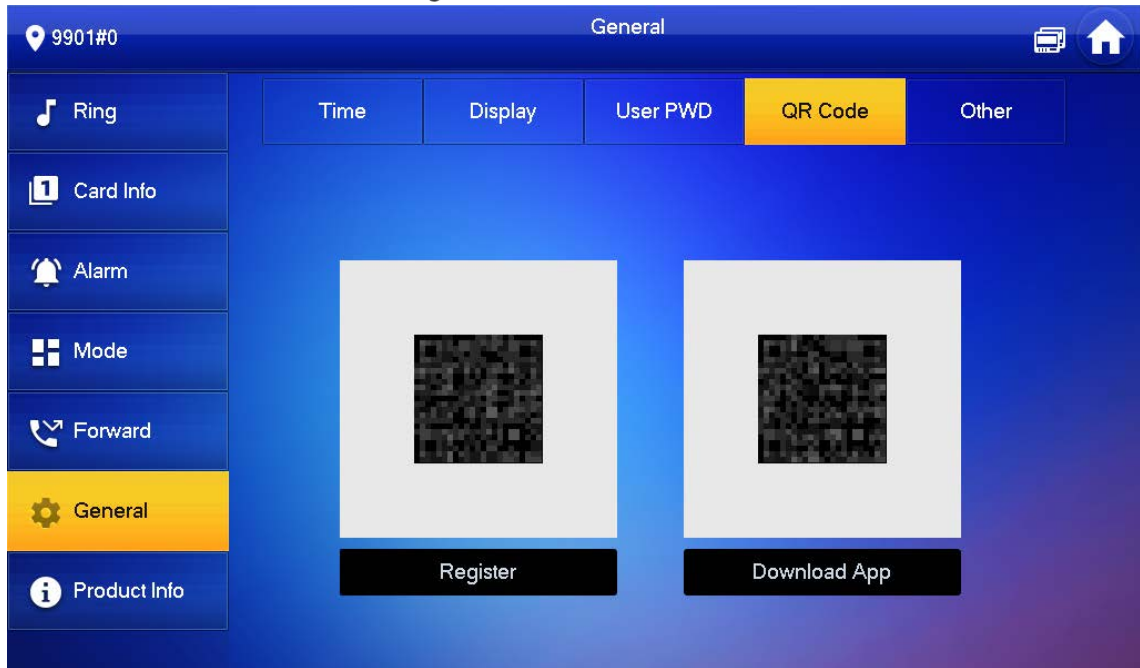 9901#0
General
Ring
Time
Display
User PWD
QR Code
Other
1
Card Info
Alarm
Mode
Forward
General
Product Info
Register
Download App